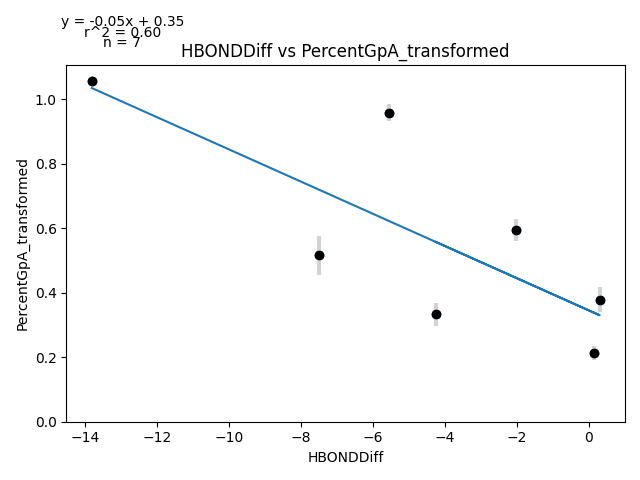 y = -0.05x + 0.35
r^2 = 0.60
n = 7
HBONDDiff vs PercentGpA_transformed
1.0
0.8
0.6
0.4
0.2
0.0
PercentGpA_transformed
−14 −12 −10 −8 −6 −4 −2 0
HBONDDiff